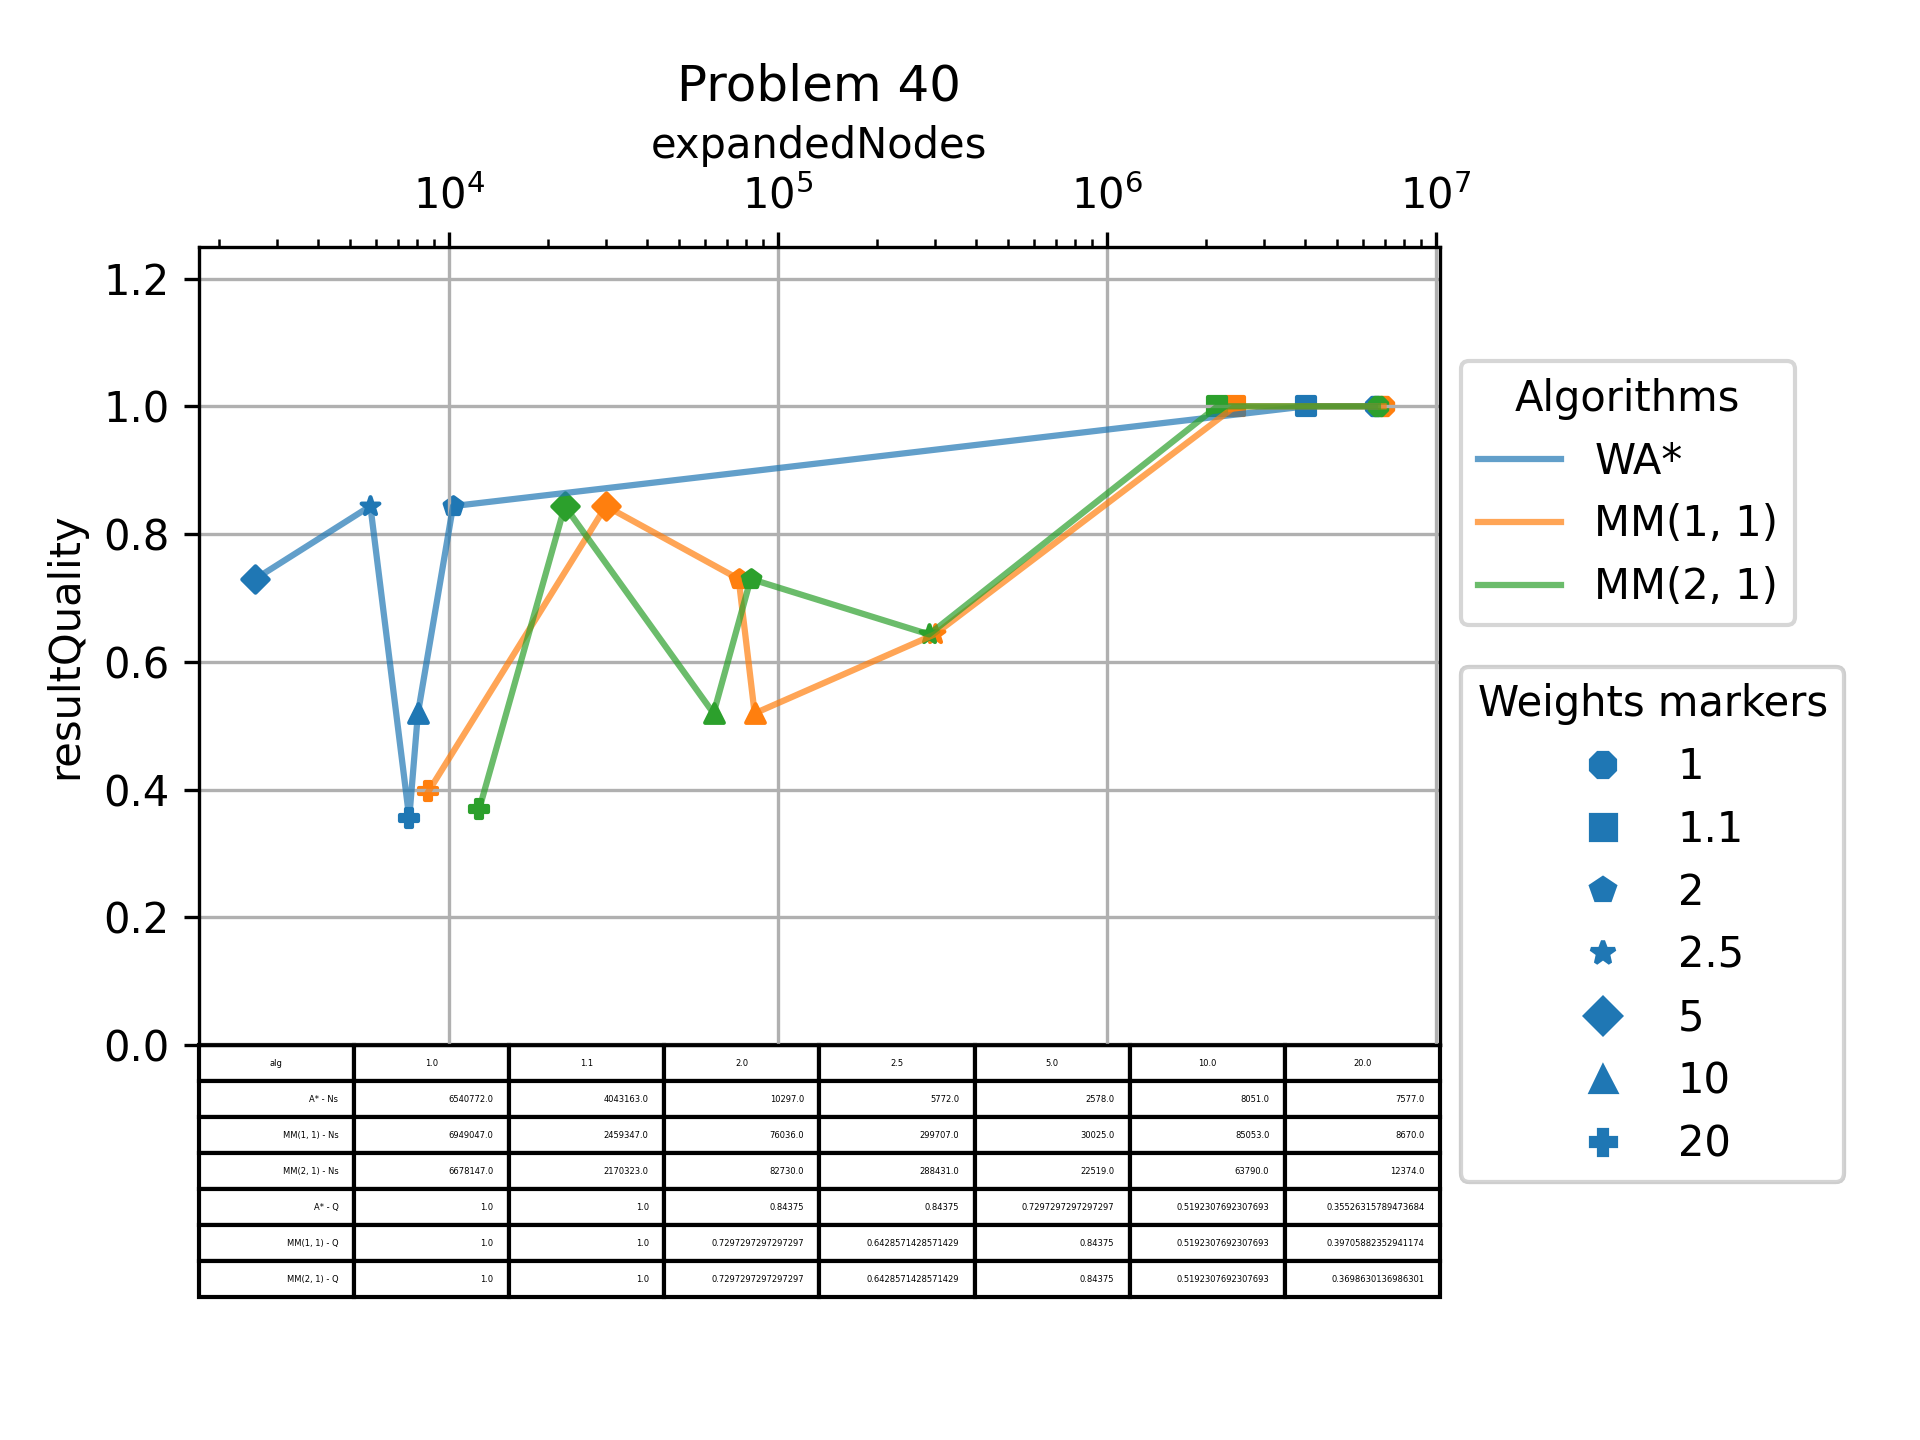 Problem 40
expandedNodes
10^4 10^5 10^6 10^7
resultQuality
1.2
1.0
0.8
0.6
0.4
0.2
0.0
Algorithms
WA*
MM(1, 1)
MM(2, 1)
Weights markers
1
1.1
2
2.5
5
10
20
alg 1.0 1.1 2.0 2.5 5.0 10.0 20.0
A* - Ns 6540772.0 4043163.0 10297.0 5772.0 2578.0 8051.0 7577.0
MM(1, 1) - Ns 6949047.0 2459347.0 76036.0 299707.0 30025.0 85053.0 8670.0
MM(2, 1) - Ns 6678147.0 2170323.0 82730.0 288431.0 22519.0 63790.0 12374.0
A* - Q 1.0 1.0 0.84375 0.84375 0.7297297297297297 0.5192307692307693 0.35526315789473684
MM(1, 1) - Q 1.0 1.0 0.7297297297297297 0.6428571428571429 0.84375 0.5192307692307693 0.39705882352941174
MM(2, 1) - Q 1.0 1.0 0.7297297297297297 0.6428571428571429 0.84375 0.5192307692307693 0.3698630136986301